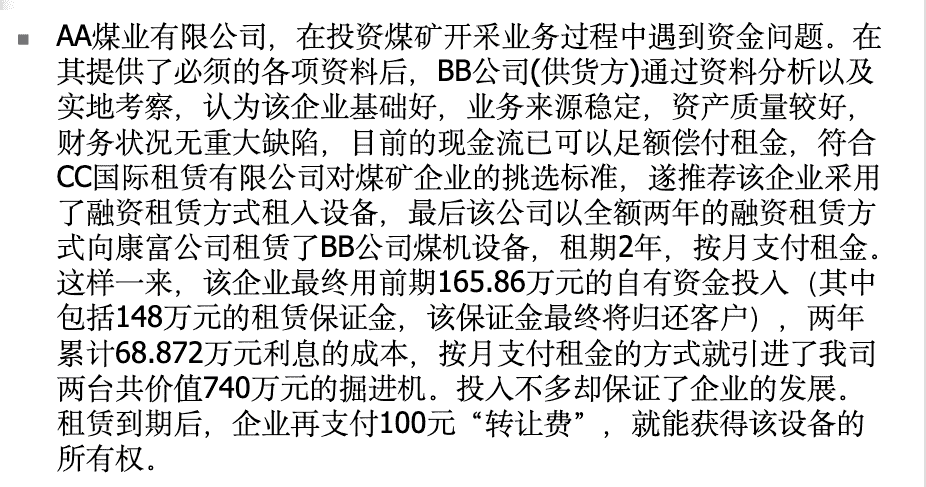 ■ AA煤业有限公司，在投资煤矿开采业务过程中遇到资金问题。在
其提供了必须的各项资料后，BB公司(供货方)通过资料分析以及
实地考察，认为该企业基础好，业务来源稳定，资产质量较好，
财务状况无重大缺陷，目前的现金流已可以足额偿付租金，符合
CC国际租赁有限公司对煤矿企业的挑选标准，遂推荐该企业采用
了融资租赁方式租入设备，最后该公司以全额两年的融资租赁方
式向康富公司租赁了BB公司煤机设备，租期2年，按月支付租金。
这样一来，该企业最终用前期165.86万元的自有资金投入（其中
包括148万元的租赁保证金，该保证金最终将归还客户），两年
累计68.872万元利息的成本，按月支付租金的方式就引进了我司
两台共价值740万元的掘进机。投入不多却保证了企业的发展。
租赁到期后，企业再支付100元“转让费”，就能获得该设备的
所有权。